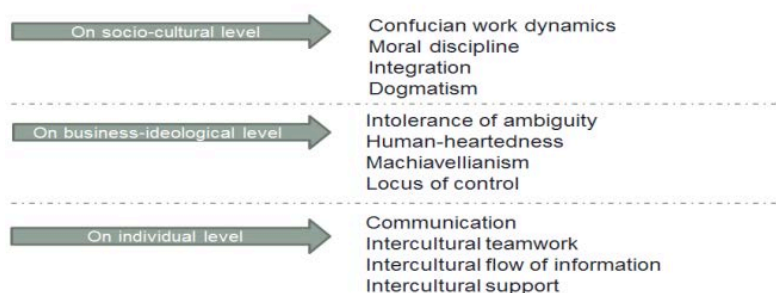 On socio-cultural level
Confucian work dynamics
Moral discipline
Integration
Dogmatism
On business-ideological level
Intolerance of ambiguity
Human-heartedness
Machiavellianism
Locus of control
On individual level
Communication
Intercultural teamwork
Intercultural flow of information
Intercultural support